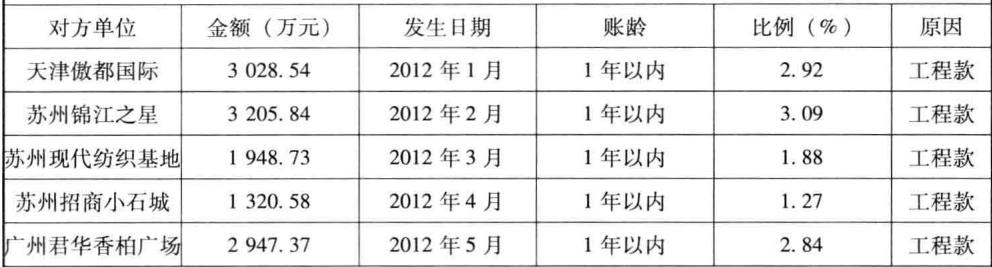 对方单位 金额（万元） 发生日期 账龄 比例（%） 原因
天津傲都国际 3 028. 54 2012 年 1 月 1 年以内 2. 92 工程款
苏州锦江之星 3 205. 84 2012 年 2 月 1 年以内 3. 09 工程款
苏州现代纺织基地 1 948. 73 2012 年 3 月 1 年以内 1. 88 工程款
苏州招商小石城 1 320. 58 2012 年 4 月 1 年以内 1. 27 工程款
广州君华香柏广场 2 947. 37 2012 年 5 月 1 年以内 2. 84 工程款